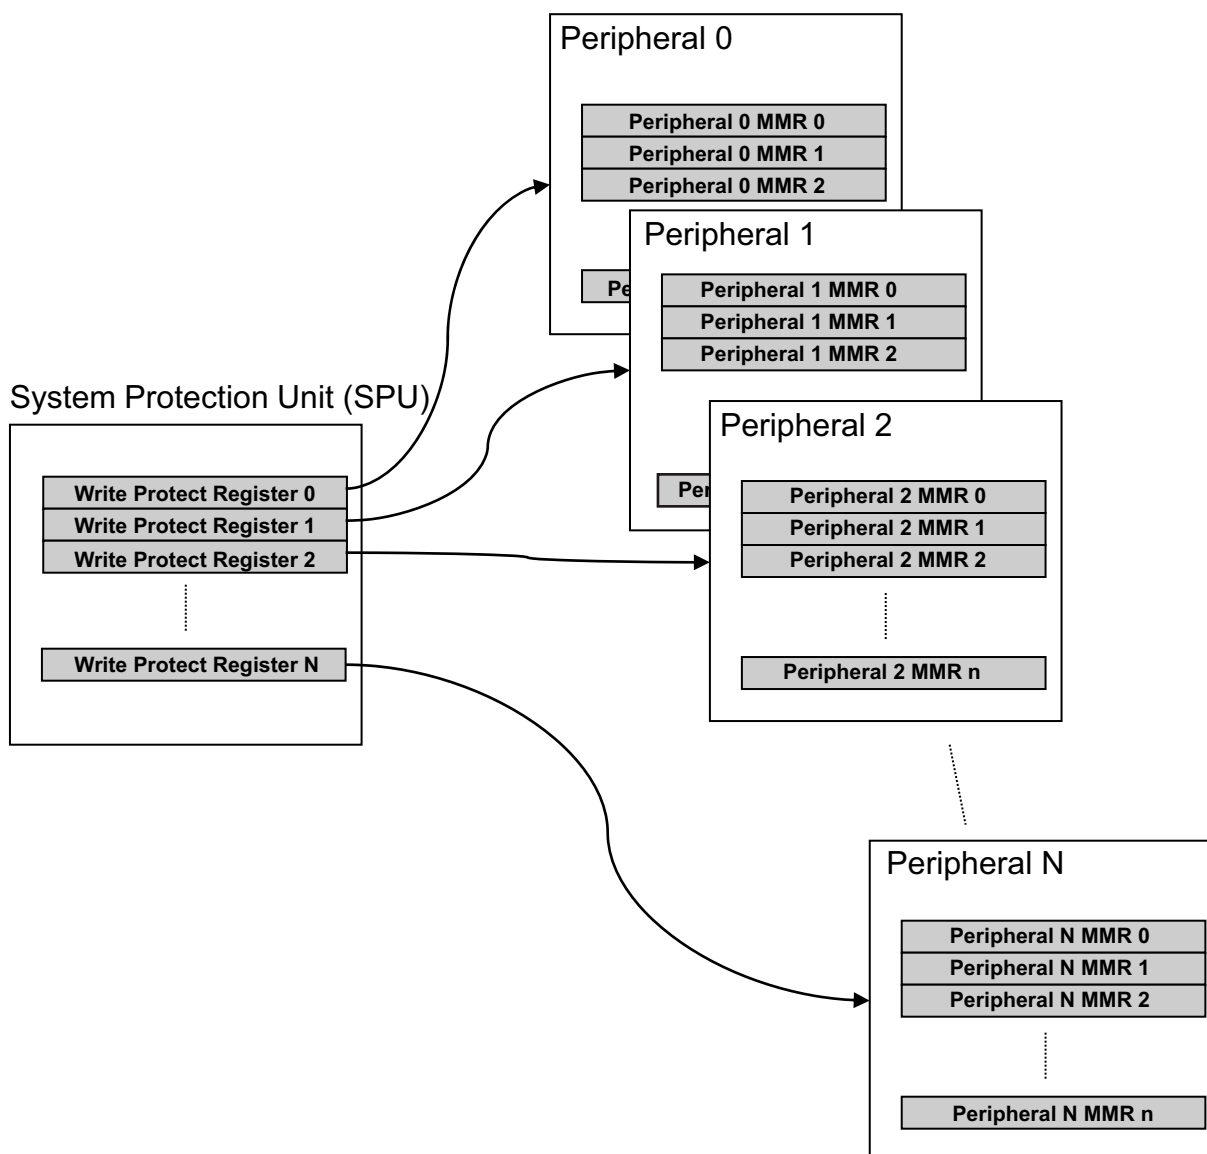 Peripheral 0
Peripheral 0 MMR 0
Peripheral 0 MMR 1
Peripheral 0 MMR 2
Pe
Peripheral 1
Peripheral 1 MMR 0
Peripheral 1 MMR 1
Peripheral 1 MMR 2
Per
Peripheral 2
Peripheral 2 MMR 0
Peripheral 2 MMR 1
Peripheral 2 MMR 2
Peripheral 2 MMR n
System Protection Unit (SPU)
Write Protect Register 0
Write Protect Register 1
Write Protect Register 2
Write Protect Register N
Peripheral N
Peripheral N MMR 0
Peripheral N MMR 1
Peripheral N MMR 2
Peripheral N MMR n